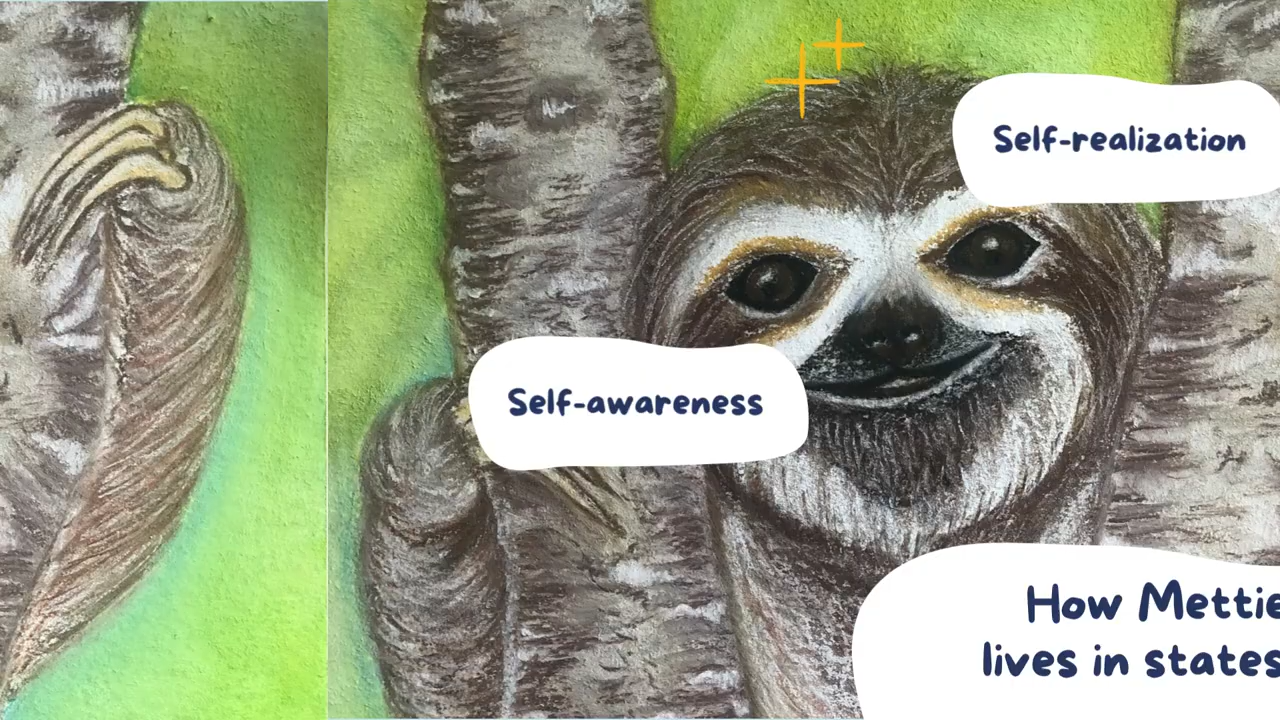 Self-realization
Self-awareness
How Mettie
lives in states